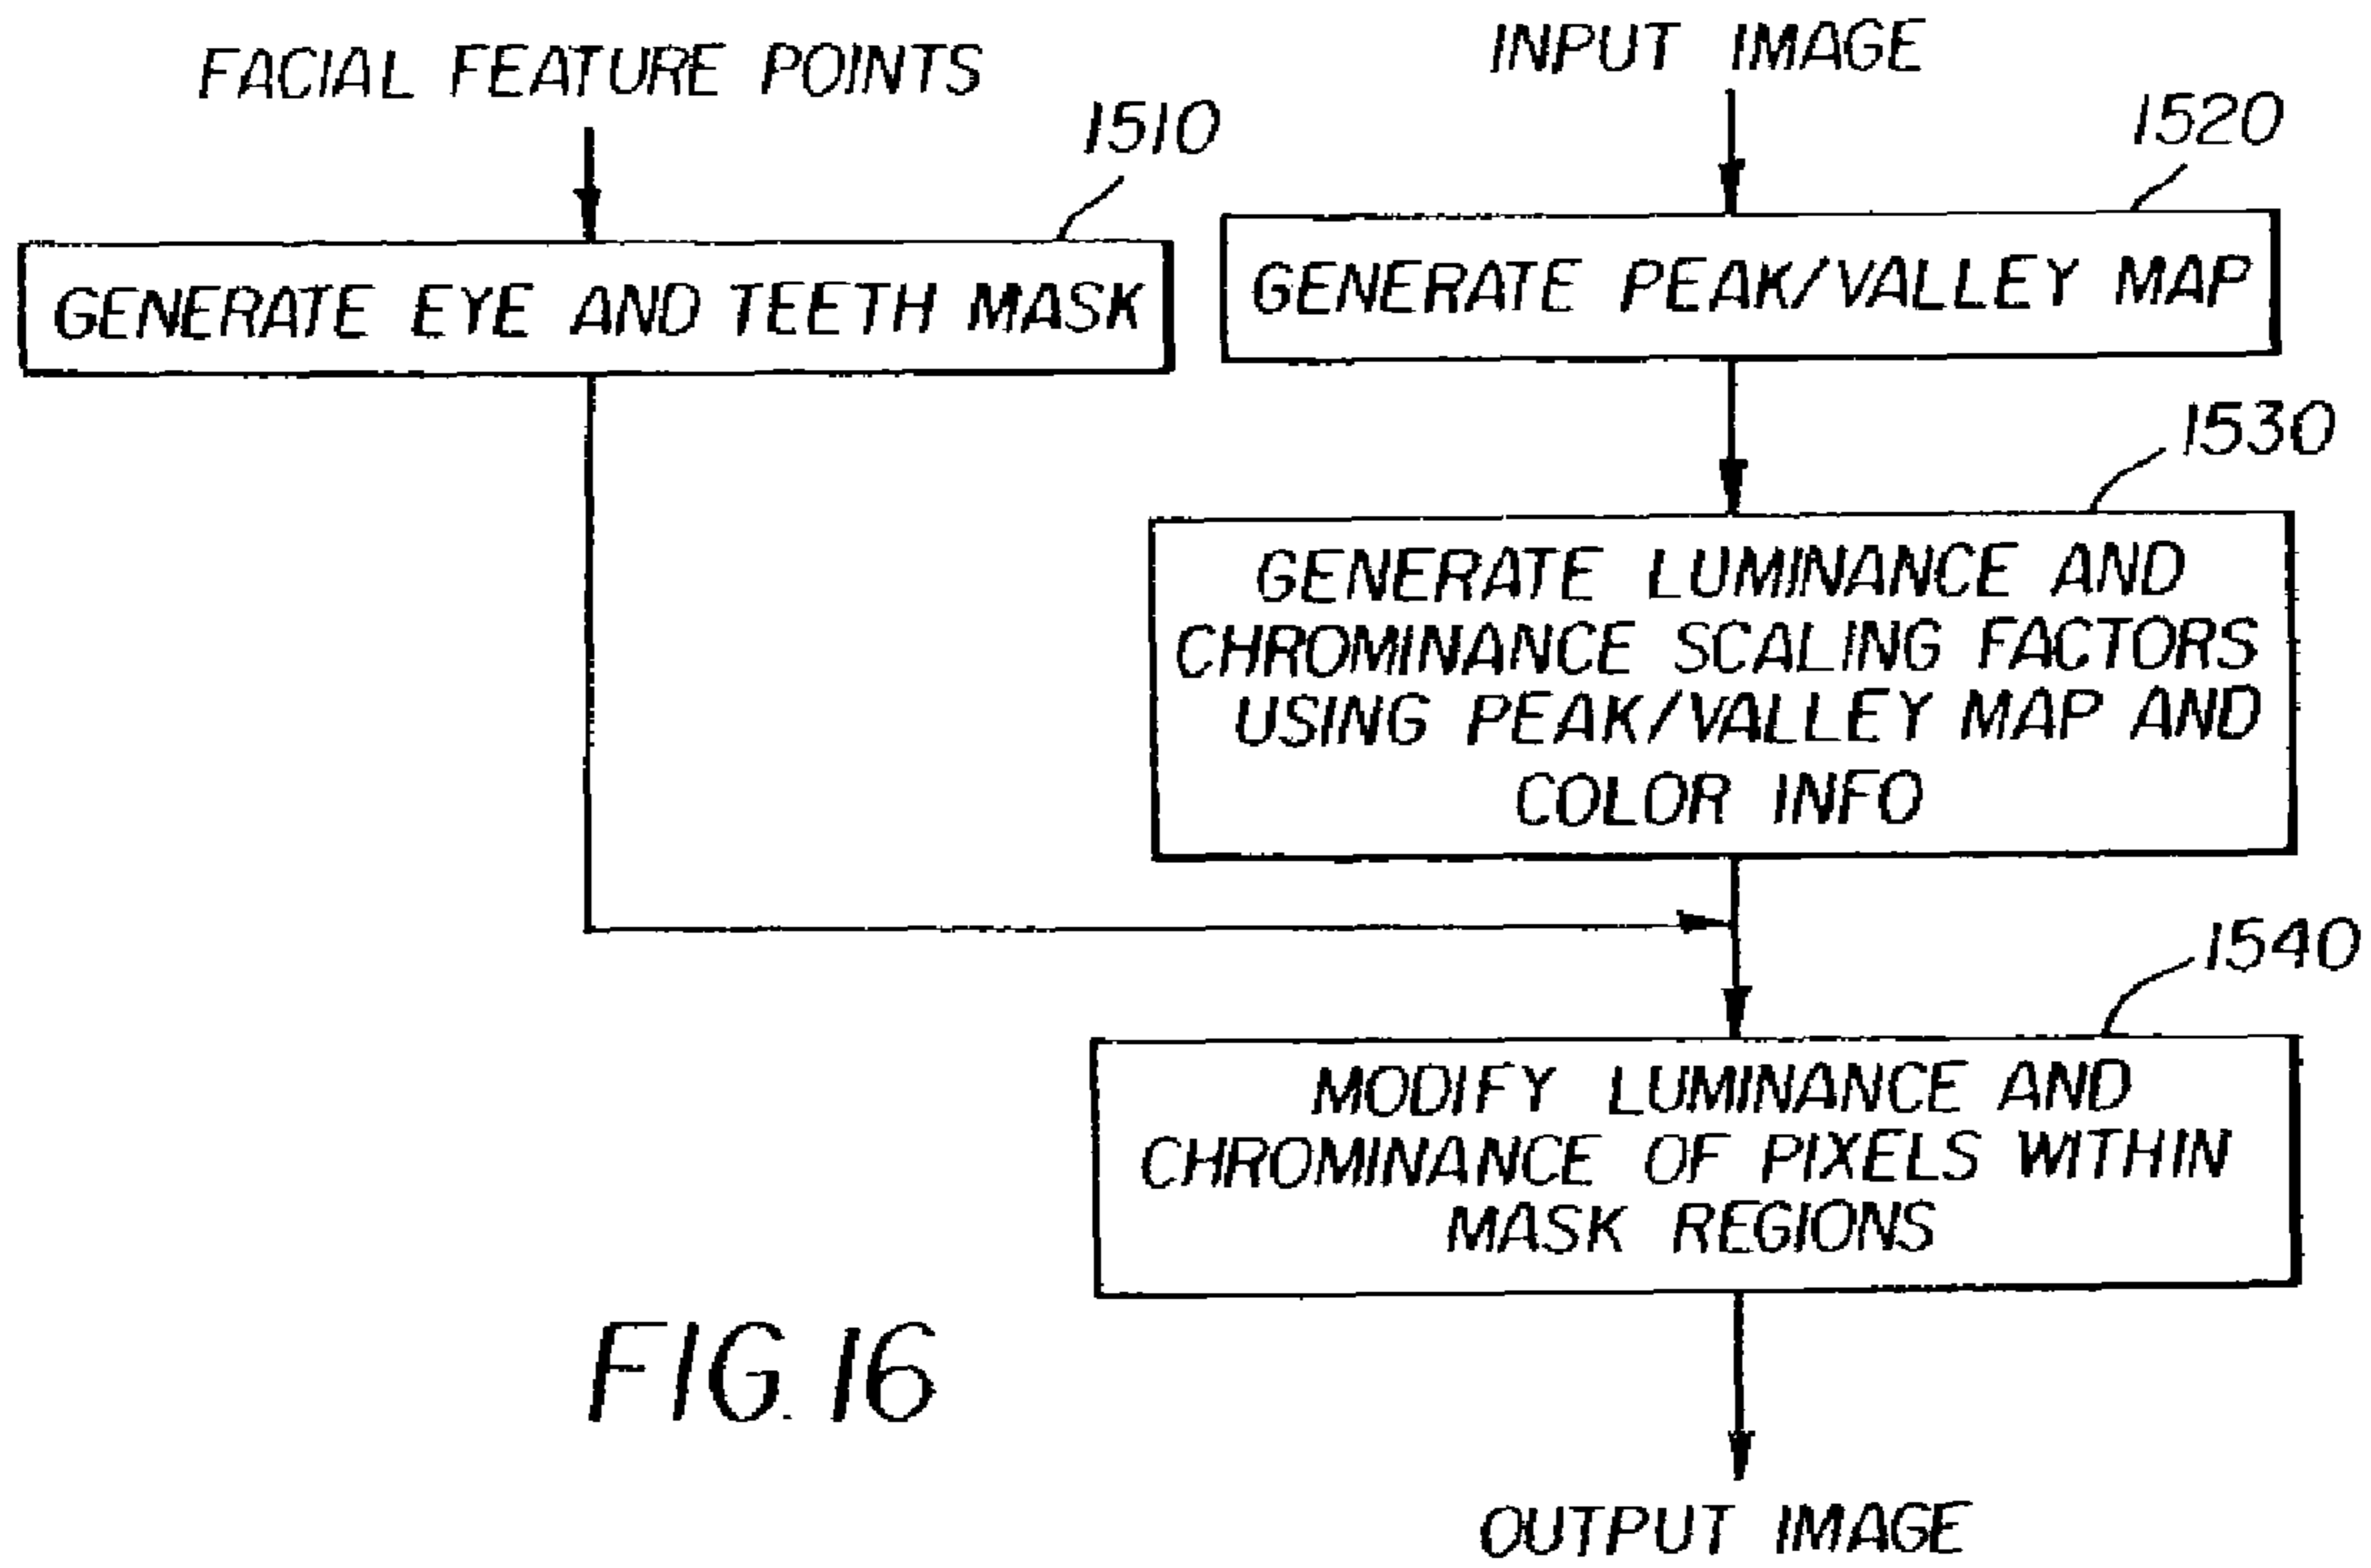 FACIAL FEATURE POINTS
1510
GENERATE EYE AND TEETH MASK
INPUT IMAGE
1520
GENERATE PEAK/VALLEY MAP
1530
GENERATE LUMINANCE AND
CHROMINANCE SCALING FACTORS
USING PEAK/VALLEY MAP AND
COLOR INFO
1540
MODIFY LUMINANCE AND
CHROMINANCE OF PIXELS WITHIN
MASK REGIONS
OUTPUT IMAGE
FIG. 16